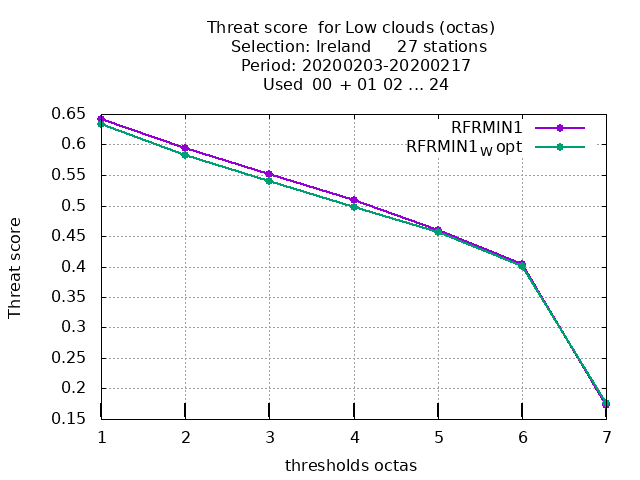 Threat score for Low clouds (octas)
Selection: Ireland 27 stations
Period: 20200203-20200217
Used 00 + 01 02 ... 24
RFRMIN1
RFRMIN1W opt
0.65
0.6
0.55
0.5
0.45
0.4
0.35
0.3
0.25
0.2
0.15
Threat score
1 2 3 4 5 6 7
thresholds octas